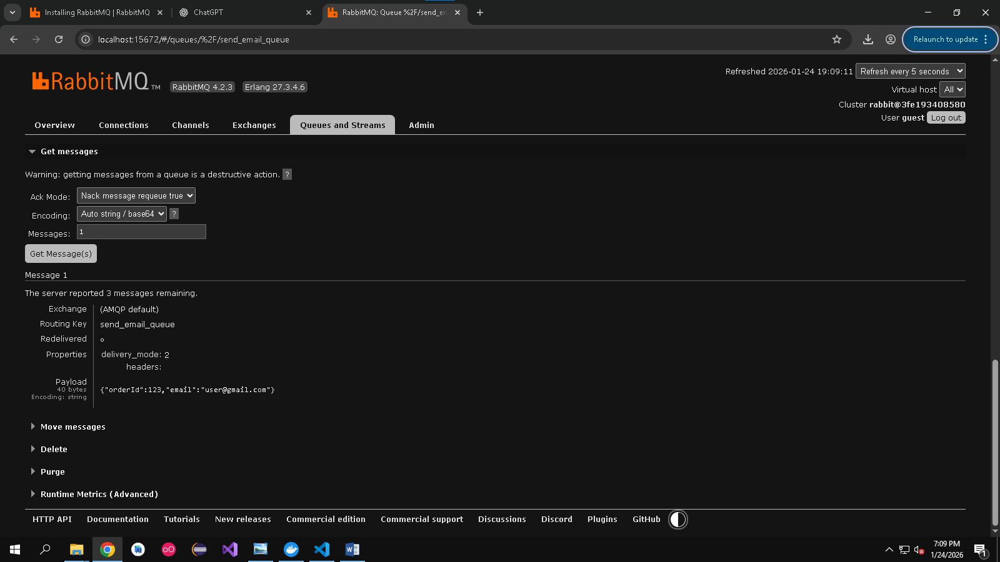 Installing RabbitMQ | RabbitMQ
ChatGPT
RabbitMQ: Queue %2F/send_en
localhost:15672/#/queues/%2F/send_email_queue
Relaunch to update
RabbitMQ TM
RabbitMQ 4.2.3
Erlang 27.3.4.6
Refreshed 2026-01-24 19:09:11
Refresh every 5 seconds
Virtual host
All
Cluster rabbit@3fe193408580
User guest
Log out
Overview
Connections
Channels
Exchanges
Queues and Streams
Admin
Get messages
Warning: getting messages from a queue is a destructive action.
?
Ack Mode:
Nack message requeue true
Encoding:
Auto string / base64
?
Messages:
1
Get Message(s)
Message 1
The server reported 3 messages remaining.
Exchange
(AMQP default)
Routing Key
send_email_queue
Redelivered
○
Properties
delivery_mode: 2
headers:
Payload
40 bytes
Encoding: string
{"orderId":123,"email":"user@gmail.com"}
Move messages
Delete
Purge
Runtime Metrics (Advanced)
HTTP API
Documentation
Tutorials
New releases
Commercial edition
Commercial support
Discussions
Discord
Plugins
GitHub
7:09 PM
1/24/2026
1